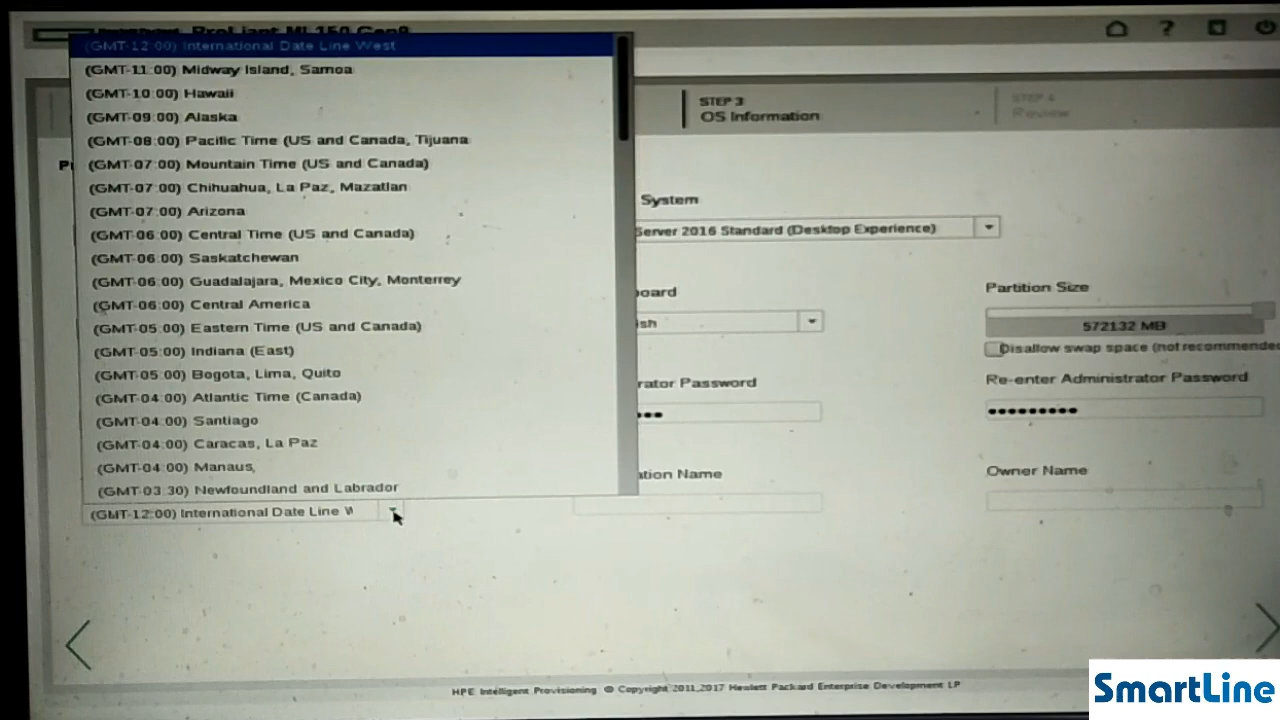 ProLiant ML150 Gen9
?
(GMT-12:00) International Date Line West
(GMT-11:00) Midway Island, Samoa
(GMT-10:00) Hawaii
(GMT-09:00) Alaska
(GMT-08:00) Pacific Time (US and Canada, Tijuana
(GMT-07:00) Mountain Time (US and Canada)
(GMT-07:00) Chihuahua, La Paz, Mazatlan
(GMT-07:00) Arizona
(GMT-06:00) Central Time (US and Canada)
(GMT-06:00) Saskatchewan
(GMT-06:00) Guadalajara, Mexico City, Monterrey
(GMT-06:00) Central America
(GMT-05:00) Eastern Time (US and Canada)
(GMT-05:00) Indiana (East)
(GMT-05:00) Bogota, Lima, Quito
(GMT-04:00) Atlantic Time (Canada)
(GMT-04:00) Santiago
(GMT-04:00) Caracas, La Paz
(GMT-04:00) Manaus,
(GMT-03:30) Newfoundland and Labrador
(GMT-12:00) International Date Line W
STEP 3
OS Information
STEP 4
Review
System
Server 2016 Standard (Desktop Experience)
oard
ish
Partition Size
572132 MB
Disallow swap space (not recommended
rator Password
Re-enter Administrator Password
ation Name
Owner Name
HPE Intelligent Provisioning © Copyright 2011,2017 Hewlett Packard Enterprise Development LP
SmartLine